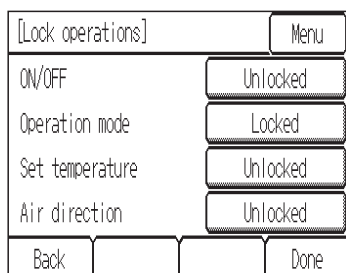 [Lock operations] Menu
ON/OFF Unlocked
Operation mode Locked
Set temperature Unlocked
Air direction Unlocked
Back Done